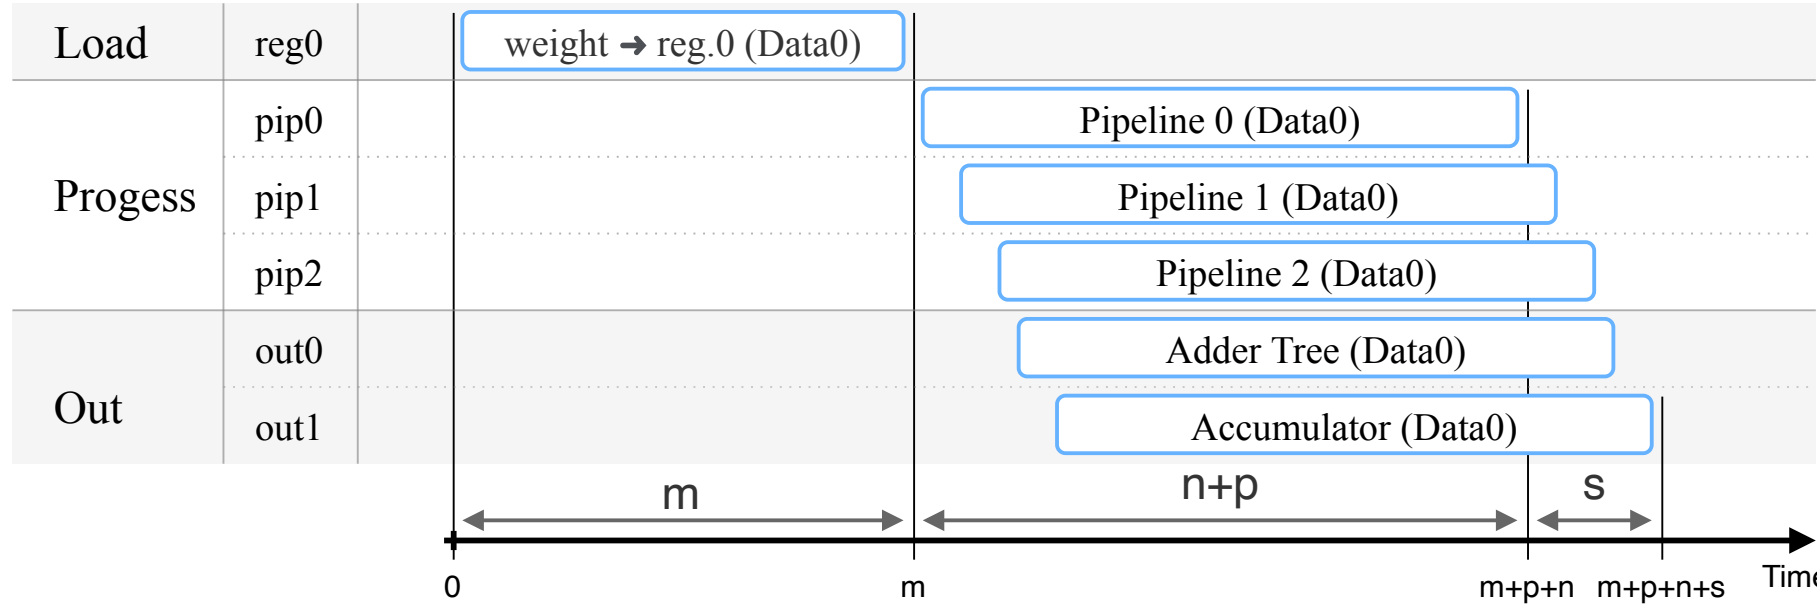 Load reg0 weight ➜ reg.0 (Data0)
pip0 Pipeline 0 (Data0)
Progess pip1 Pipeline 1 (Data0)
pip2 Pipeline 2 (Data0)
out0 Adder Tree (Data0)
Out
out1 Accumulator (Data0)
m n+p s
0 m m+p+n m+p+n+s Time